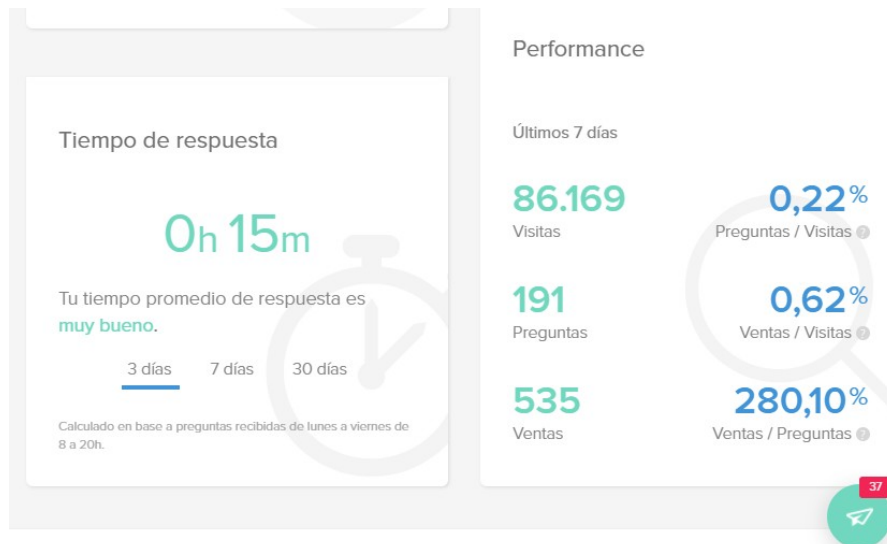 Tiempo de respuesta
0h 15m
Tu tiempo promedio de respuesta es
muy bueno.
3 días 7 días 30 días
Calculado en base a preguntas recibidas de lunes a viernes de
8 a 20h.
Performance
Últimos 7 días
86.169 0,22%
Visitas Preguntas / Visitas ?
191 0,62%
Preguntas Ventas / Visitas ?
535 280,10%
Ventas Ventas / Preguntas ?
37